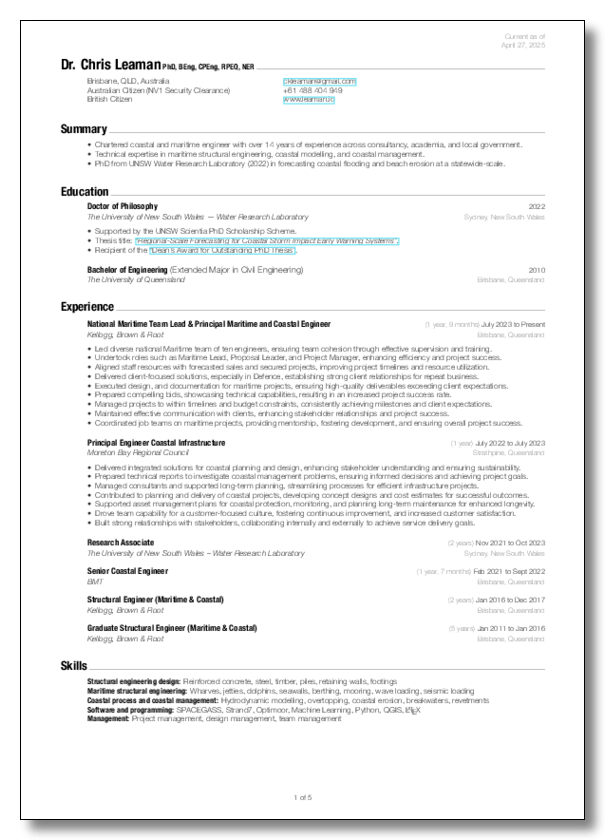 Current as of
April 27, 2025
Dr. Chris Leaman PhD, BEng, CPEng, RPEQ, NER
Brisbane, QLD, Australia
Australian Citizen (NV1 Security Clearance)
British Citizen
cleaman@gmail.com
+61 488 404 949
www.leaman.io
Summary
• Chartered coastal and maritime engineer with over 14 years of experience across consultancy, academia, and local government.
• Technical expertise in maritime structural engineering, coastal modelling, and coastal management.
• PhD from UNSW Water Research Laboratory (2022) in forecasting coastal flooding and beach erosion at a statewide-scale.
Education
Doctor of Philosophy 2022
The University of New South Wales – Water Research Laboratory Sydney, New South Wales
• Supported by the UNSW Scientia PhD Scholarship Scheme.
• Thesis title: "Regional-Scale Forecasting for Coastal Storm Impact Early Warning Systems".
• Recipient of the "Dean's Award for Outstanding PhD Thesis".
Bachelor of Engineering (Extended Major in Civil Engineering) 2010
The University of Queensland Brisbane, Queensland
Experience
National Maritime Team Lead & Principal Maritime and Coastal Engineer (1 year, 9 months) July 2023 to Present
Kellogg, Brown & Root Brisbane, Queensland
• Led diverse national Maritime team of ten engineers, ensuring team cohesion through effective supervision and training.
• Undertook roles such as Maritime Lead, Proposal Leader, and Project Manager, enhancing efficiency and project success.
• Aligned staff resources with forecasted sales and secured projects, improving project timelines and resource utilization.
• Delivered client-focused solutions, especially in Defence, establishing strong client relationships for repeat business.
• Executed design, and documentation for maritime projects, ensuring high-quality deliverables exceeding client expectations.
• Prepared compelling bids, showcasing technical capabilities, resulting in an increased project success rate.
• Managed projects to within timelines and budget constraints, consistently achieving milestones and client expectations.
• Maintained effective communication with clients, enhancing stakeholder relationships and project success.
• Coordinated job teams on maritime projects, providing mentorship, fostering development, and ensuring overall project success.
Principal Engineer Coastal Infrastructure (1 year) July 2022 to July 2023
Moreton Bay Regional Council Strathpine, Queensland
• Delivered integrated solutions for coastal planning and design, enhancing stakeholder understanding and ensuring sustainability.
• Prepared technical reports to investigate coastal management problems, ensuring informed decisions and achieving project goals.
• Managed consultants and supported long-term planning, streamlining processes for efficient infrastructure projects.
• Contributed to planning and delivery of coastal projects, developing concept designs and cost estimates for successful outcomes.
• Supported asset management plans for coastal protection, monitoring, and planning long-term maintenance for enhanced longevity.
• Drove team capability for a customer-focused culture, fostering continuous improvement, and increased customer satisfaction.
• Built strong relationships with stakeholders, collaborating internally and externally to achieve service delivery goals.
Research Associate (2 years) Nov 2021 to Oct 2023
The University of New South Wales – Water Research Laboratory Sydney, New South Wales
Senior Coastal Engineer (1 year, 7 months) Feb 2021 to Sept 2022
BMT Brisbane, Queensland
Structural Engineer (Maritime & Coastal) (2 years) Jan 2016 to Dec 2017
Kellogg, Brown & Root Brisbane, Queensland
Graduate Structural Engineer (Maritime & Coastal) (5 years) Jan 2011 to Jan 2016
Kellogg, Brown & Root Brisbane, Queensland
Skills
Structural engineering design: Reinforced concrete, steel, timber, piles, retaining walls, footings
Maritime structural engineering: Wharves, jetties, dolphins, seawalls, berthing, mooring, wave loading, seismic loading
Coastal process and coastal management: Hydrodynamic modelling, overtopping, coastal erosion, breakwaters, revetments
Software and programming: SPACEGASS, Strand7, Optimoor, Machine Learning, Python, QGIS, LaTeX
Management: Project management, design management, team management
1 of 5